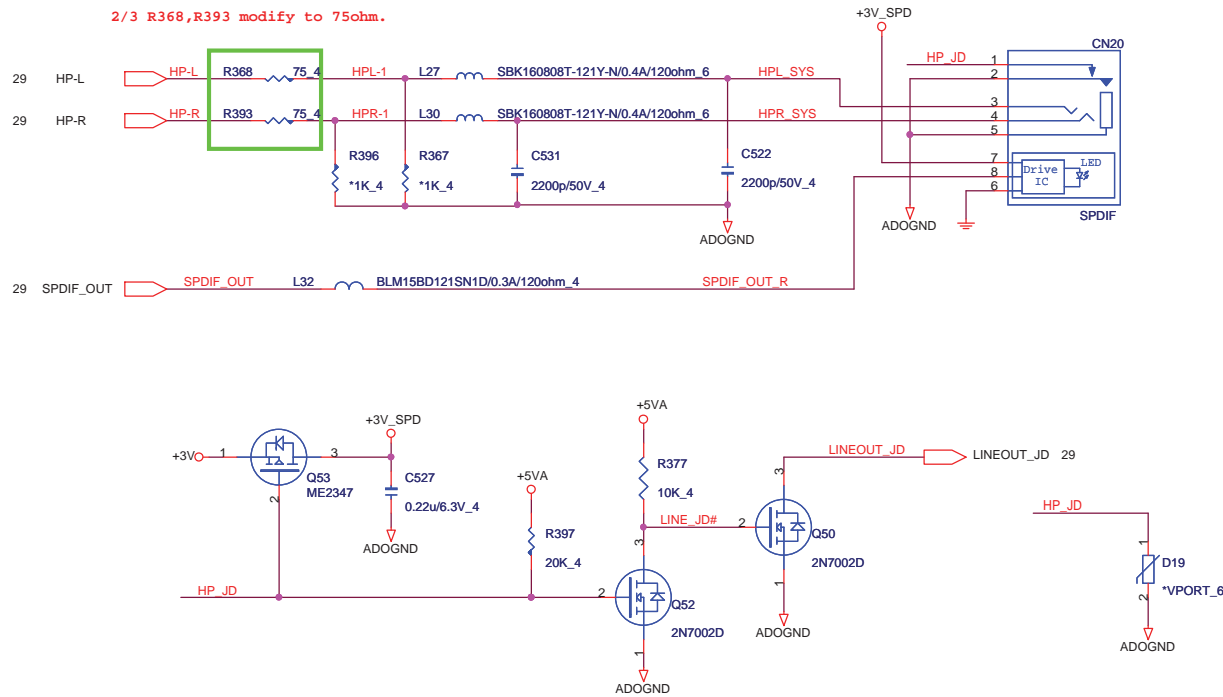 2/3 R368,R393 modify to 75ohm.
+3V_SPD
CN20
HP_JD 1
2
29 HP-L HP-L R368 75_4 HPL-1 L27 SBK160808T-121Y-N/0.4A/120ohm_6 HPL_SYS
3
29 HP-R HP-R R393 75_4 HPR-1 L30 SBK160808T-121Y-N/0.4A/120ohm_6 HPR_SYS 4
5
R396
*1K_4
R367
*1K_4
C531
2200p/50V_4
C522
2200p/50V_4
7
8
6
Drive
IC
LED
SPDIF
ADOGND
ADOGND
29 SPDIF_OUT SPDIF_OUT L32 BLM15BD121SN1D/0.3A/120ohm_4 SPDIF_OUT_R
+3V 1 3
2
Q53
ME2347
+3V_SPD
C527
0.22u/6.3V_4
ADOGND
+5VA
R397
20K_4
HP_JD
+5VA
R377
10K_4
LINE_JD# 2
3
1
Q50
2N7002D
ADOGND
LINEOUT_JD LINEOUT_JD 29
2
3
1
Q52
2N7002D
ADOGND
HP_JD
1
2
D19
*VPORT_6
ADOGND